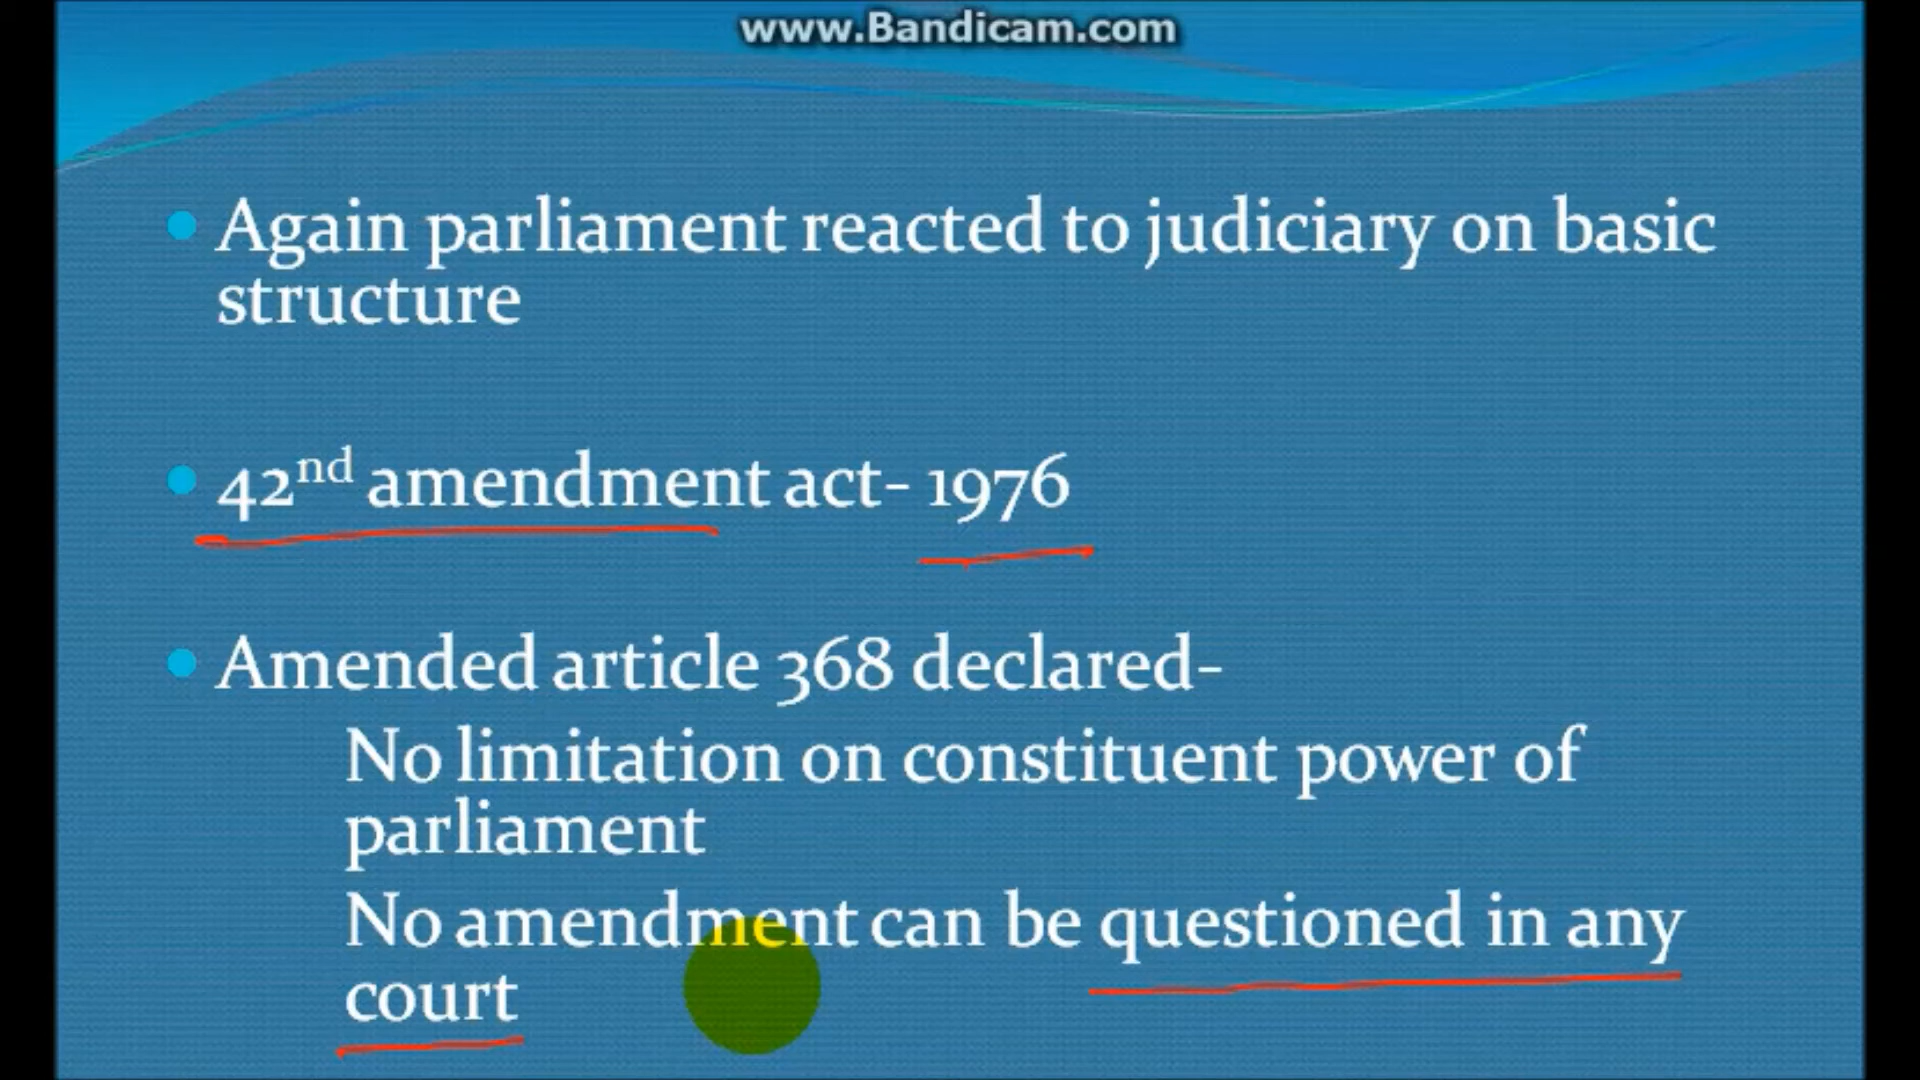 www.Bandicam.com
Again parliament reacted to judiciary on basic
structure
42nd amendment act- 1976
Amended article 368 declared-
No limitation on constituent power of
parliament
No amendment can be questioned in any
court